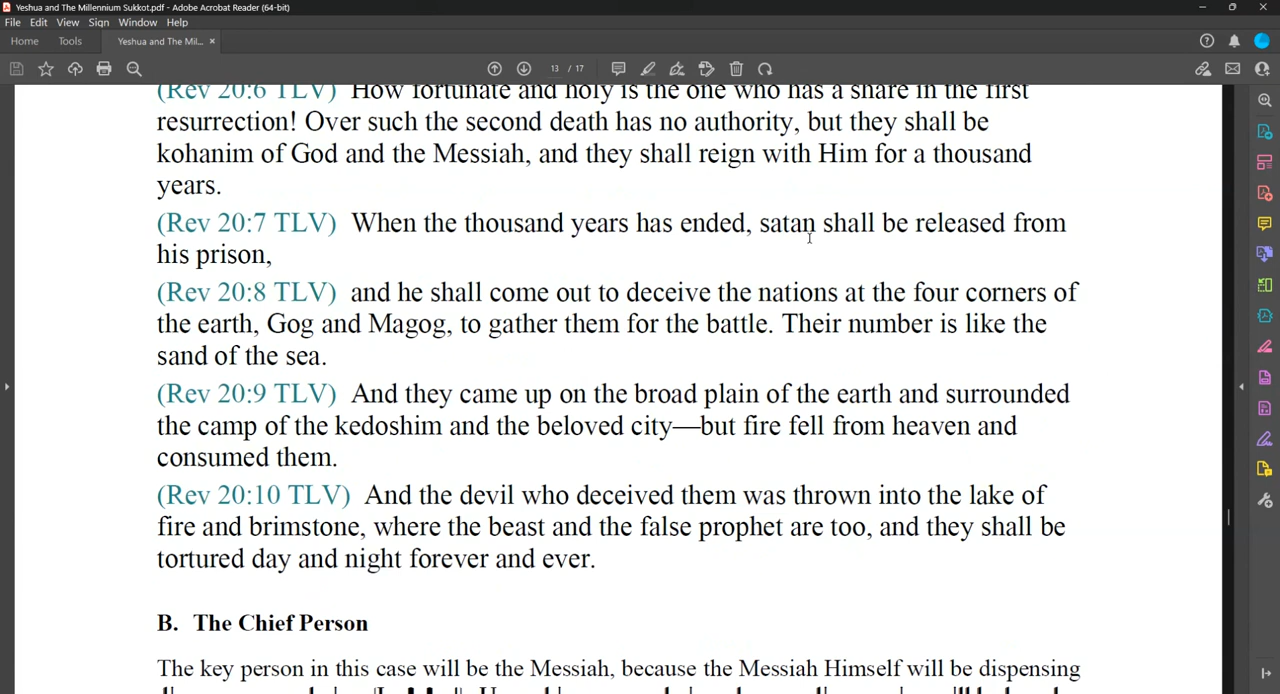 Yeshua and The Millennium Sukkot.pdf - Adobe Acrobat Reader (64-bit)
File Edit View Sign Window Help
Home Tools Yeshua and The Mil... ×
13 / 17
(Rev 20:6 TLV) How fortunate and holy is the one who has a share in the first
resurrection! Over such the second death has no authority, but they shall be
kohanim of God and the Messiah, and they shall reign with Him for a thousand
years.
(Rev 20:7 TLV) When the thousand years has ended, satan shall be released from
his prison,
(Rev 20:8 TLV) and he shall come out to deceive the nations at the four corners of
the earth, Gog and Magog, to gather them for the battle. Their number is like the
sand of the sea.
(Rev 20:9 TLV) And they came up on the broad plain of the earth and surrounded
the camp of the kedoshim and the beloved city—but fire fell from heaven and
consumed them.
(Rev 20:10 TLV) And the devil who deceived them was thrown into the lake of
fire and brimstone, where the beast and the false prophet are too, and they shall be
tortured day and night forever and ever.
B. The Chief Person
The key person in this case will be the Messiah, because the Messiah Himself will be dispensing